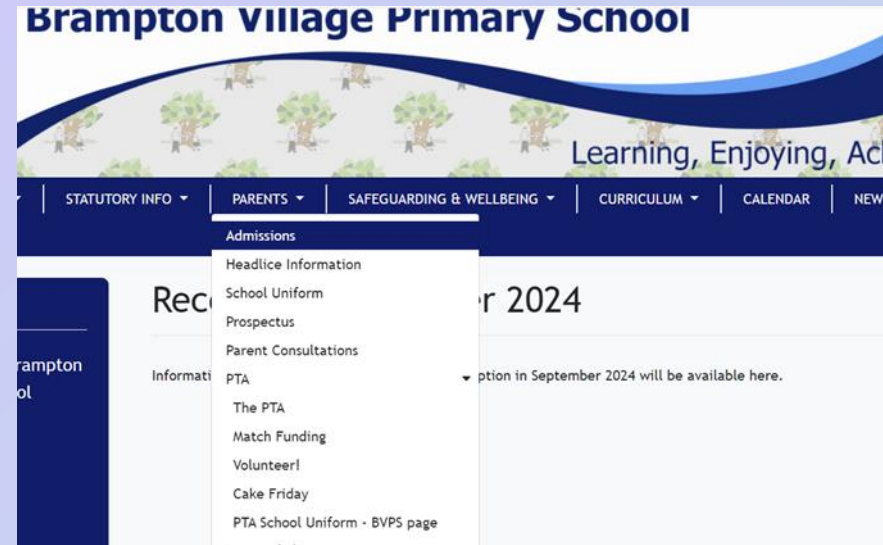 Brampton Village Primary School
Learning, Enjoying,
STATUTORY INFO
PARENTS
SAFEGUARDING & WELLBEING
CURRICULUM
CALENDAR
NEW
Admissions
Headlice Information
School Uniform
Prospectus
Parent Consultations
PTA
The PTA
Match Funding
Volunteer!
Cake Friday
PTA School Uniform - BVPS page
Rec r 2024
rampton
ol
Informati ption in September 2024 will be available here.